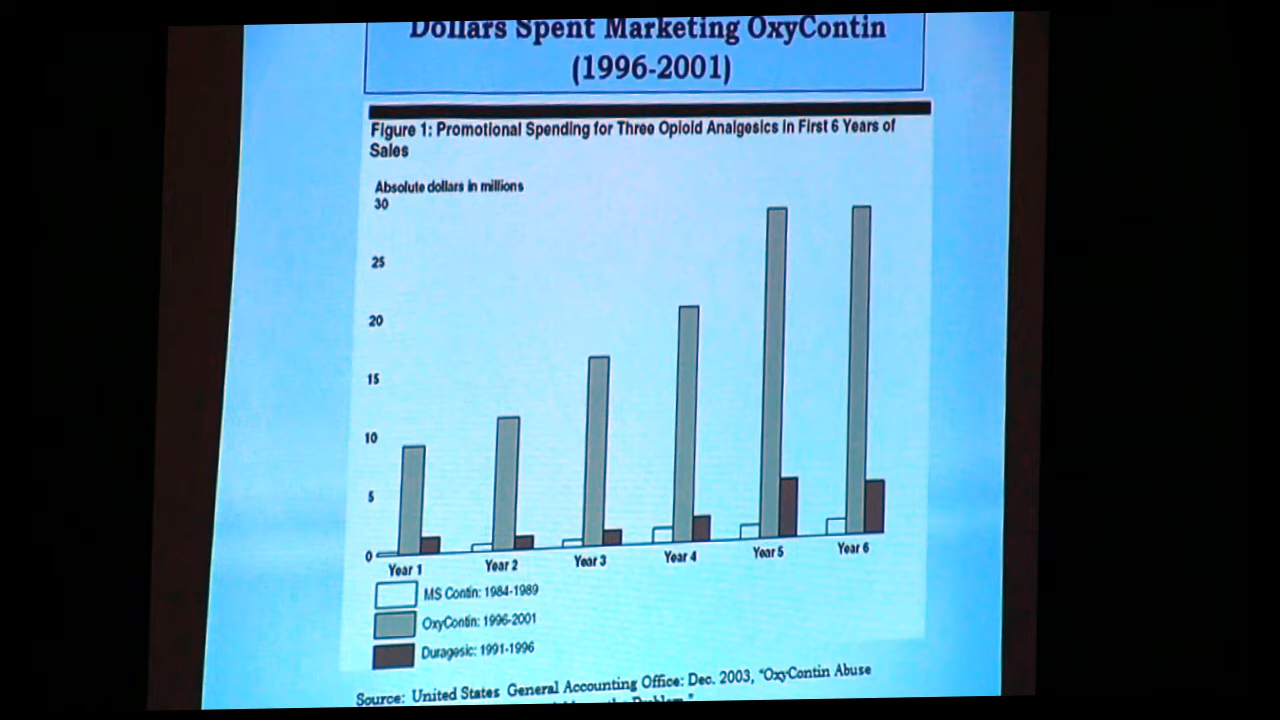 Dollars Spent Marketing OxyContin
(1996-2001)
Figure 1: Promotional Spending for Three Opioid Analgesics in First 6 Years of
Sales
Absolute dollars in millions
30
25
20
15
10
5
0
Year 1 Year 2 Year 3 Year 4 Year 5 Year 6
MS Contin: 1984-1989
OxyContin: 1996-2001
Duragesic: 1991-1996
Source: United States General Accounting Office: Dec. 2003, “OxyContin Abuse
Problem.”